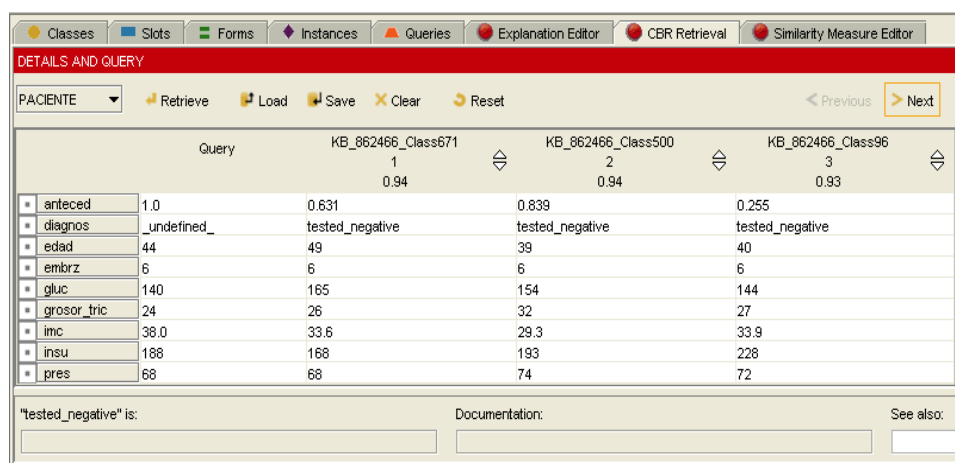 Classes Slots Forms Instances Queries Explanation Editor CBR Retrieval Similarity Measure Editor
DETAILS AND QUERY
PACIENTE Retrieve Load Save Clear Reset Previous Next
Query KB_862466_Class671 KB_862466_Class500 KB_862466_Class96
1 2 3
0.94 0.94 0.93
anteced 1.0 0.631 0.839 0.255
diagnos _undefined_ tested_negative tested_negative tested_negative
edad 44 49 39 40
embrz 6 6 6 6
gluc 140 165 154 144
grosor_tric 24 26 32 27
imc 38.0 33.6 29.3 33.9
insu 188 168 193 228
pres 68 68 74 72
"tested_negative" is: Documentation: See also: